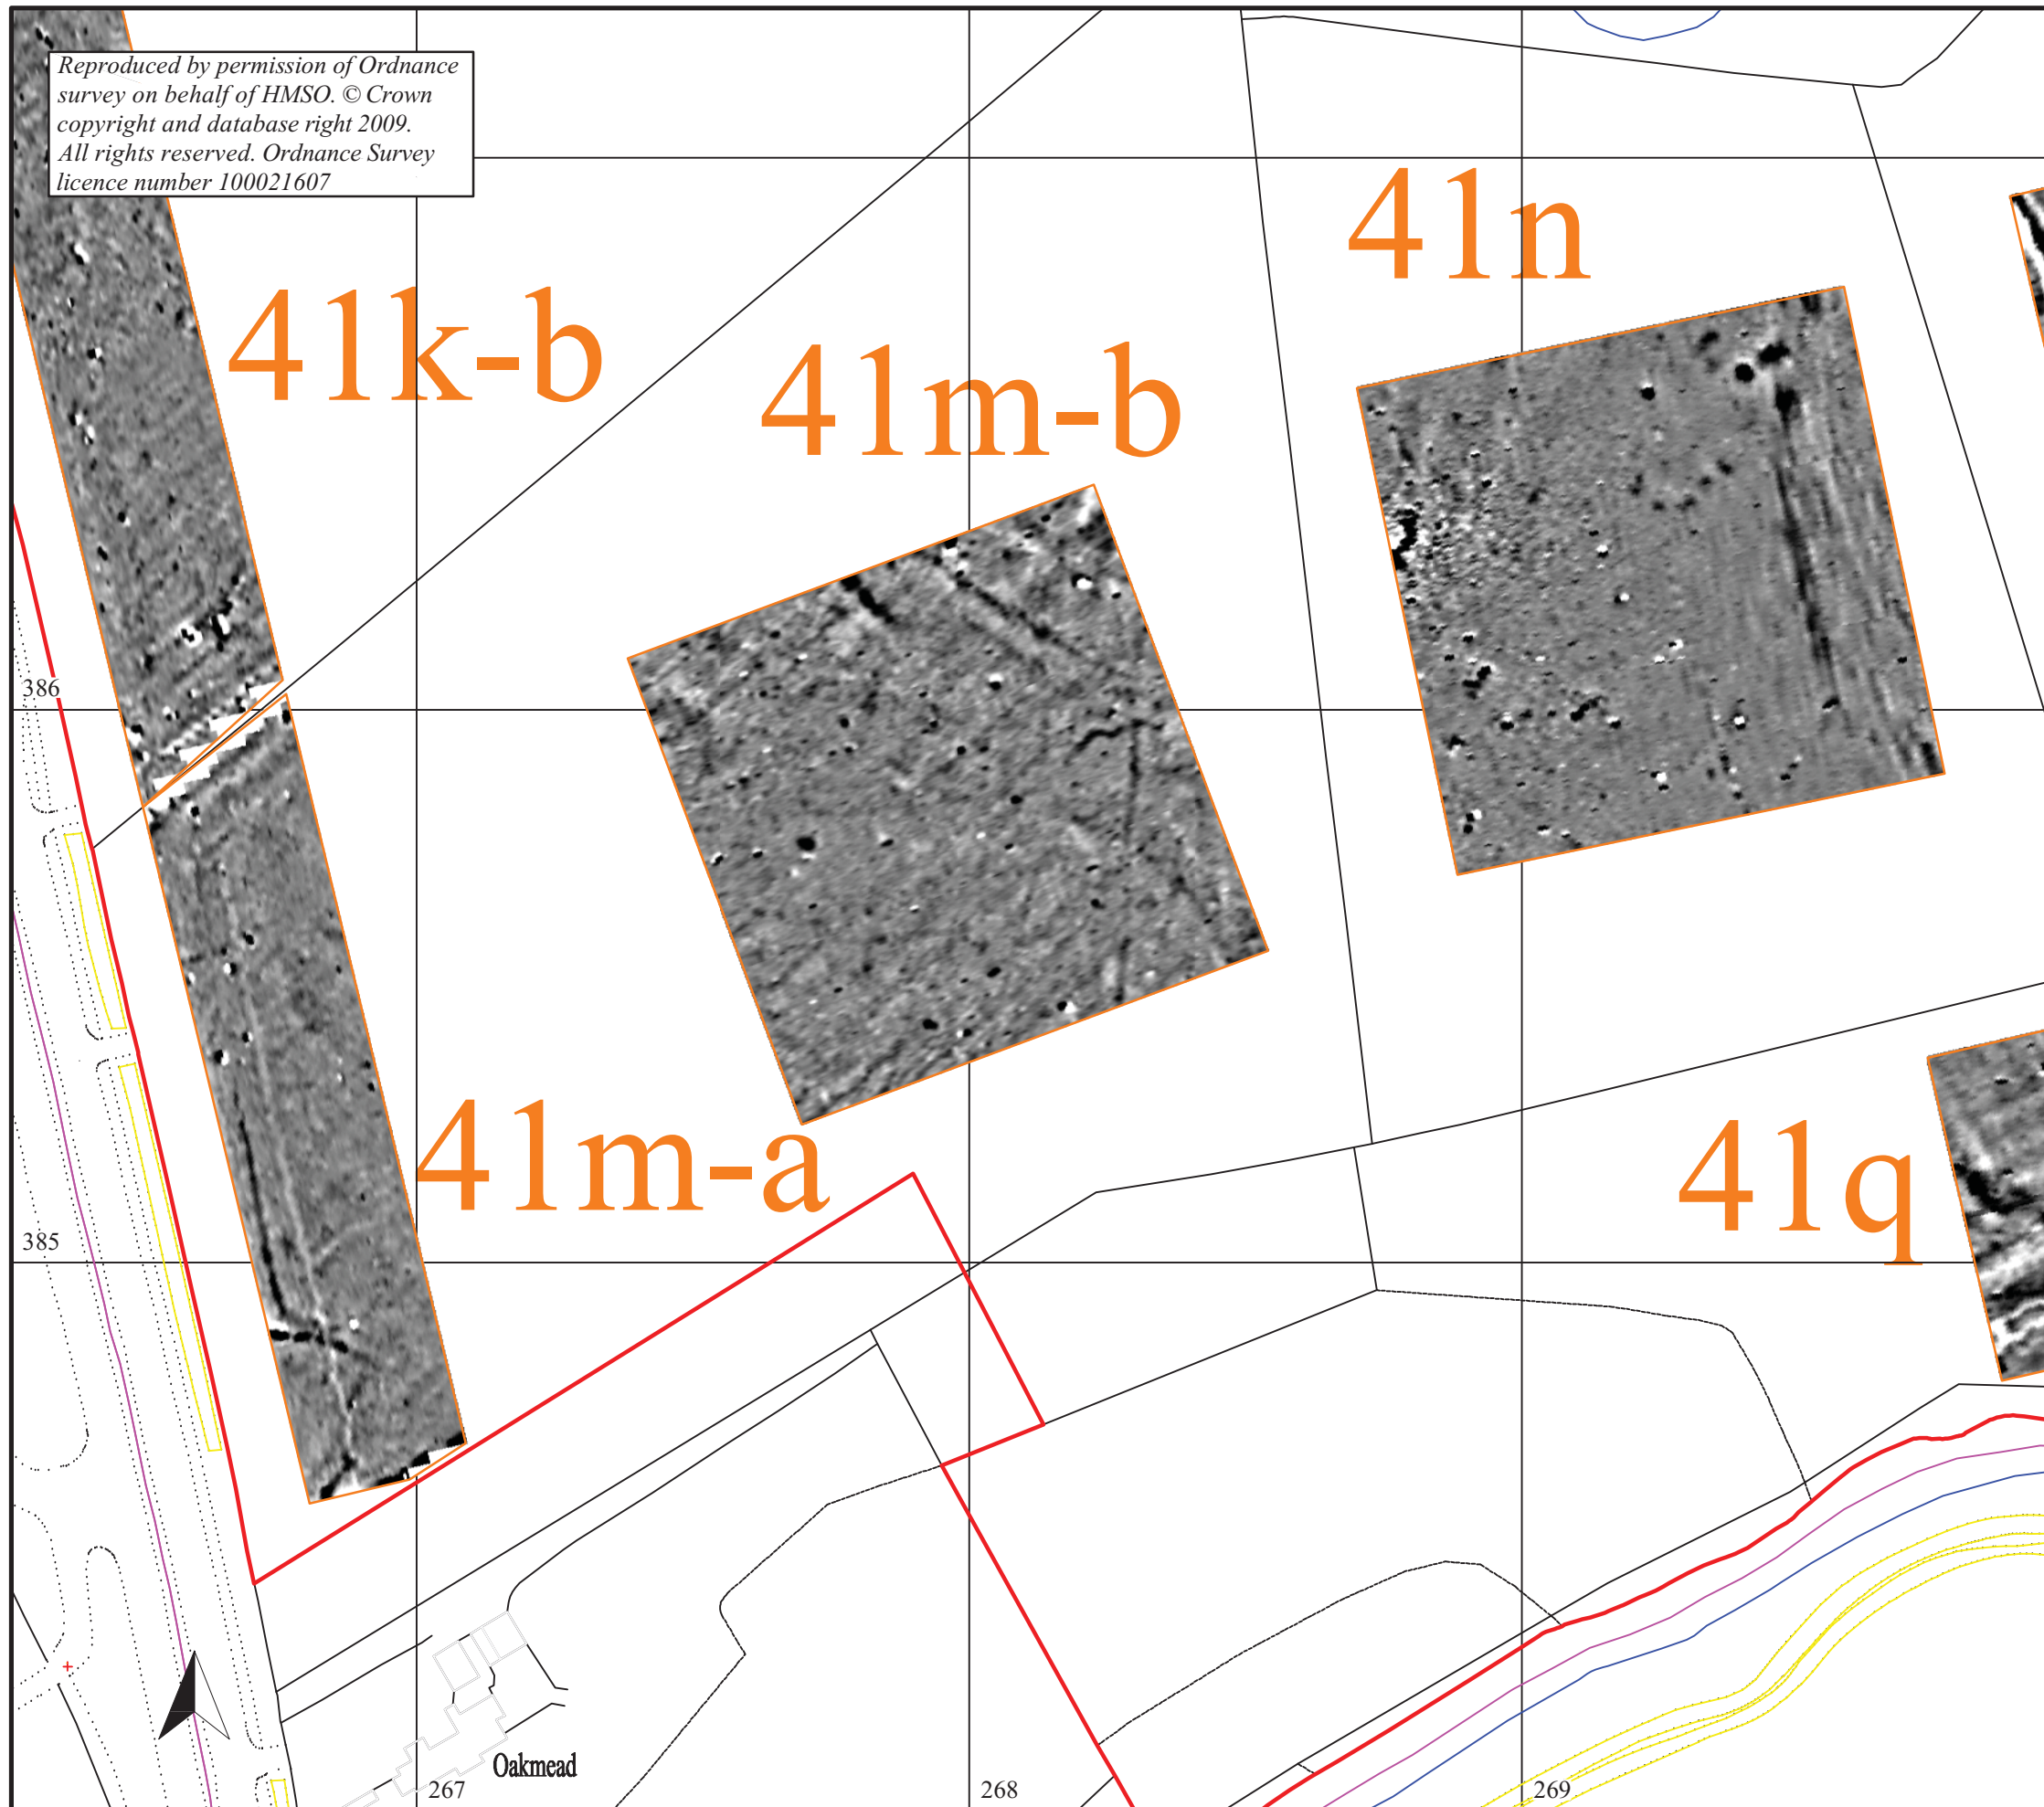 Reproduced by permission of Ordnance
survey on behalf of HMSO. © Crown
copyright and database right 2009.
All rights reserved. Ordnance Survey
licence number 100021607
41n
41k-b
41m-b
386
41m-a
41q
385
Oakmead
267
268
269